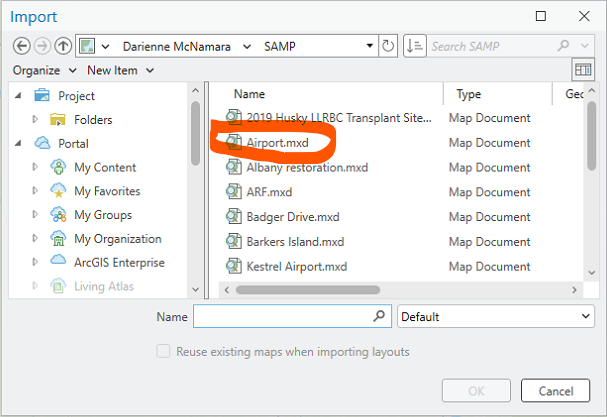 Import
Darienne McNamara SAMP Search SAMP
Organize New Item
Project
Folders
Portal
My Content
My Favorites
My Groups
My Organization
ArcGIS Enterprise
Living Atlas
Name Type Geo
2019 Husky LLRBC Transplant Site... Map Document
Airport.mxd Map Document
Albany restoration.mxd Map Document
ARF.mxd Map Document
Badger Drive.mxd Map Document
Barkers Island.mxd Map Document
Kestrel Airport.mxd Map Document
Name Default
Reuse existing maps when importing layouts
OK Cancel